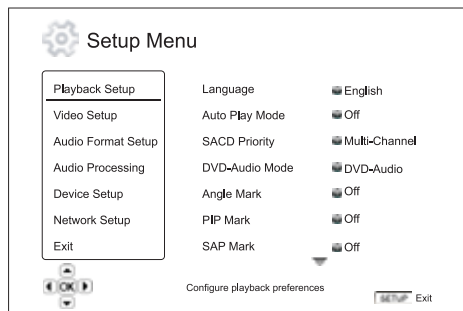 Setup Menu
Playback Setup
Video Setup
Audio Format Setup
Audio Processing
Device Setup
Network Setup
Exit
Language English
Auto Play Mode Off
SACD Priority Multi-Channel
DVD-Audio Mode DVD-Audio
Angle Mark Off
PIP Mark Off
SAP Mark Off
OK
Configure playback preferences
SETUP Exit